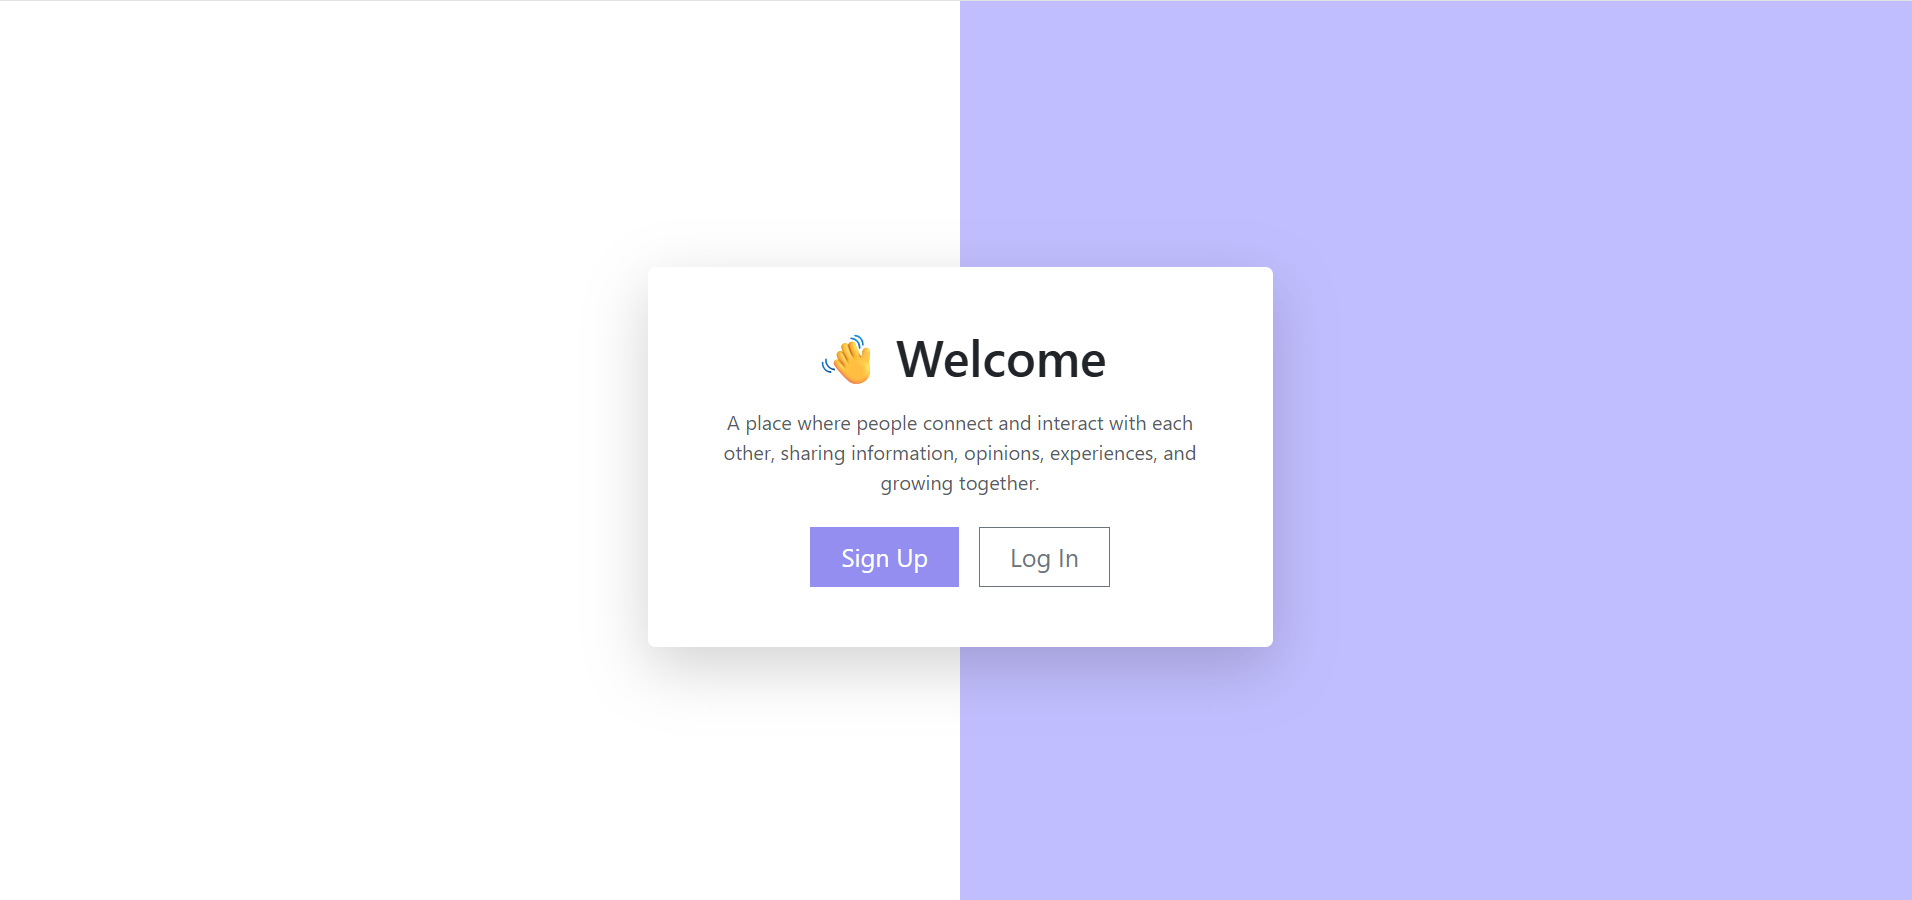 👋 Welcome
A place where people connect and interact with each
other, sharing information, opinions, experiences, and
growing together.
Sign Up
Log In